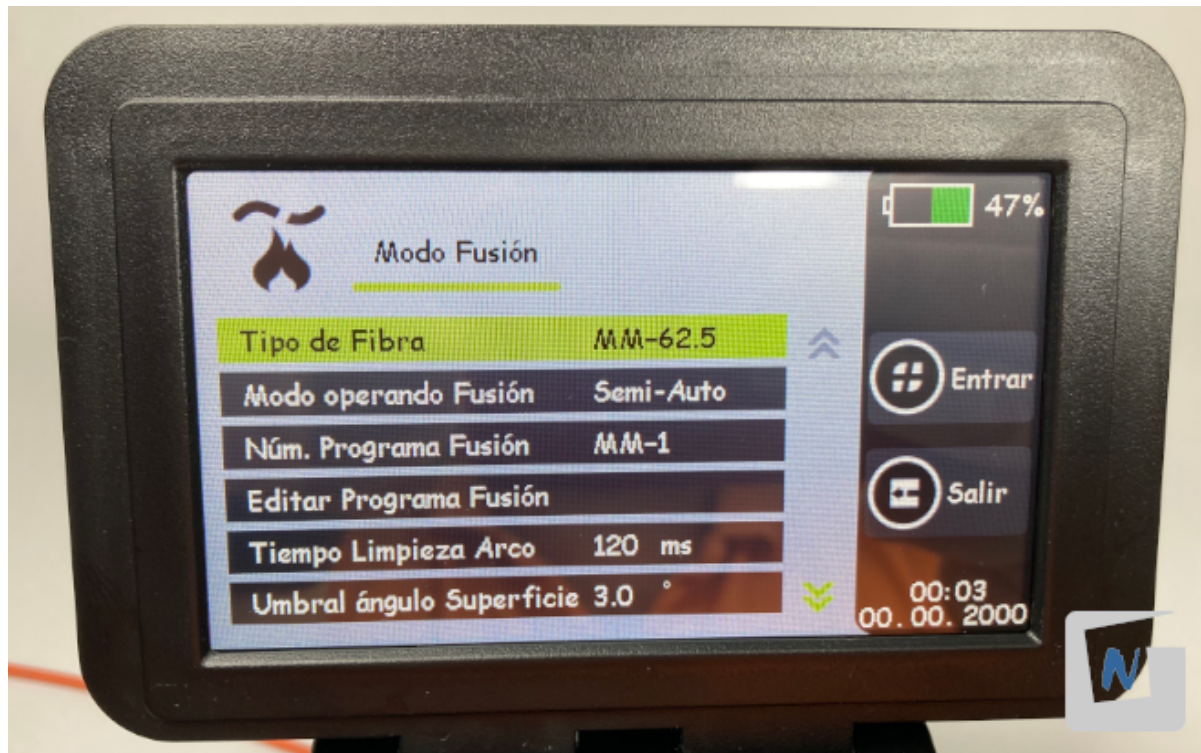 Modo Fusión
47%
Tipo de Fibra MM-62.5
Modo operando Fusión Semi-Auto
Núm. Programa Fusión MM-1
Editar Programa Fusión
Tiempo Limpieza Arco 120 ms
Umbral ángulo Superficie 3.0 °
Entrar
Salir
00:03
00.00.2000
N